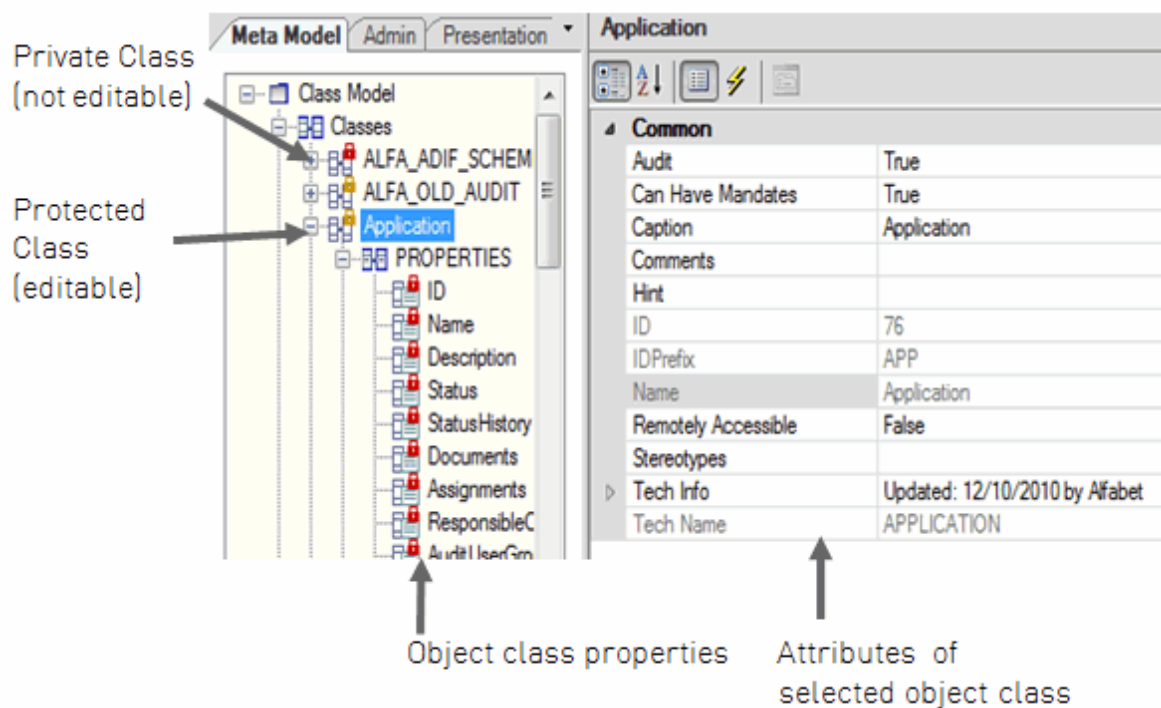 Private Class
(not editable)
Protected
Class
(editable)
Meta Model Admin Presentation
Class Model
Classes
ALFA_ADIF_SCHEM
ALFA_OLD_AUDIT
Application
PROPERTIES
ID
Name
Description
Status
StatusHistory
Documents
Assignments
ResponsibleC
AuditUserGro
Application
Common
Audit True
Can Have Mandates True
Caption Application
Comments
Hint
ID 76
IDPrefix APP
Name Application
Remotely Accessible False
Stereotypes
Tech Info Updated: 12/10/2010 by Alfabet
Tech Name APPLICATION
Object class properties
Attributes of
selected object class